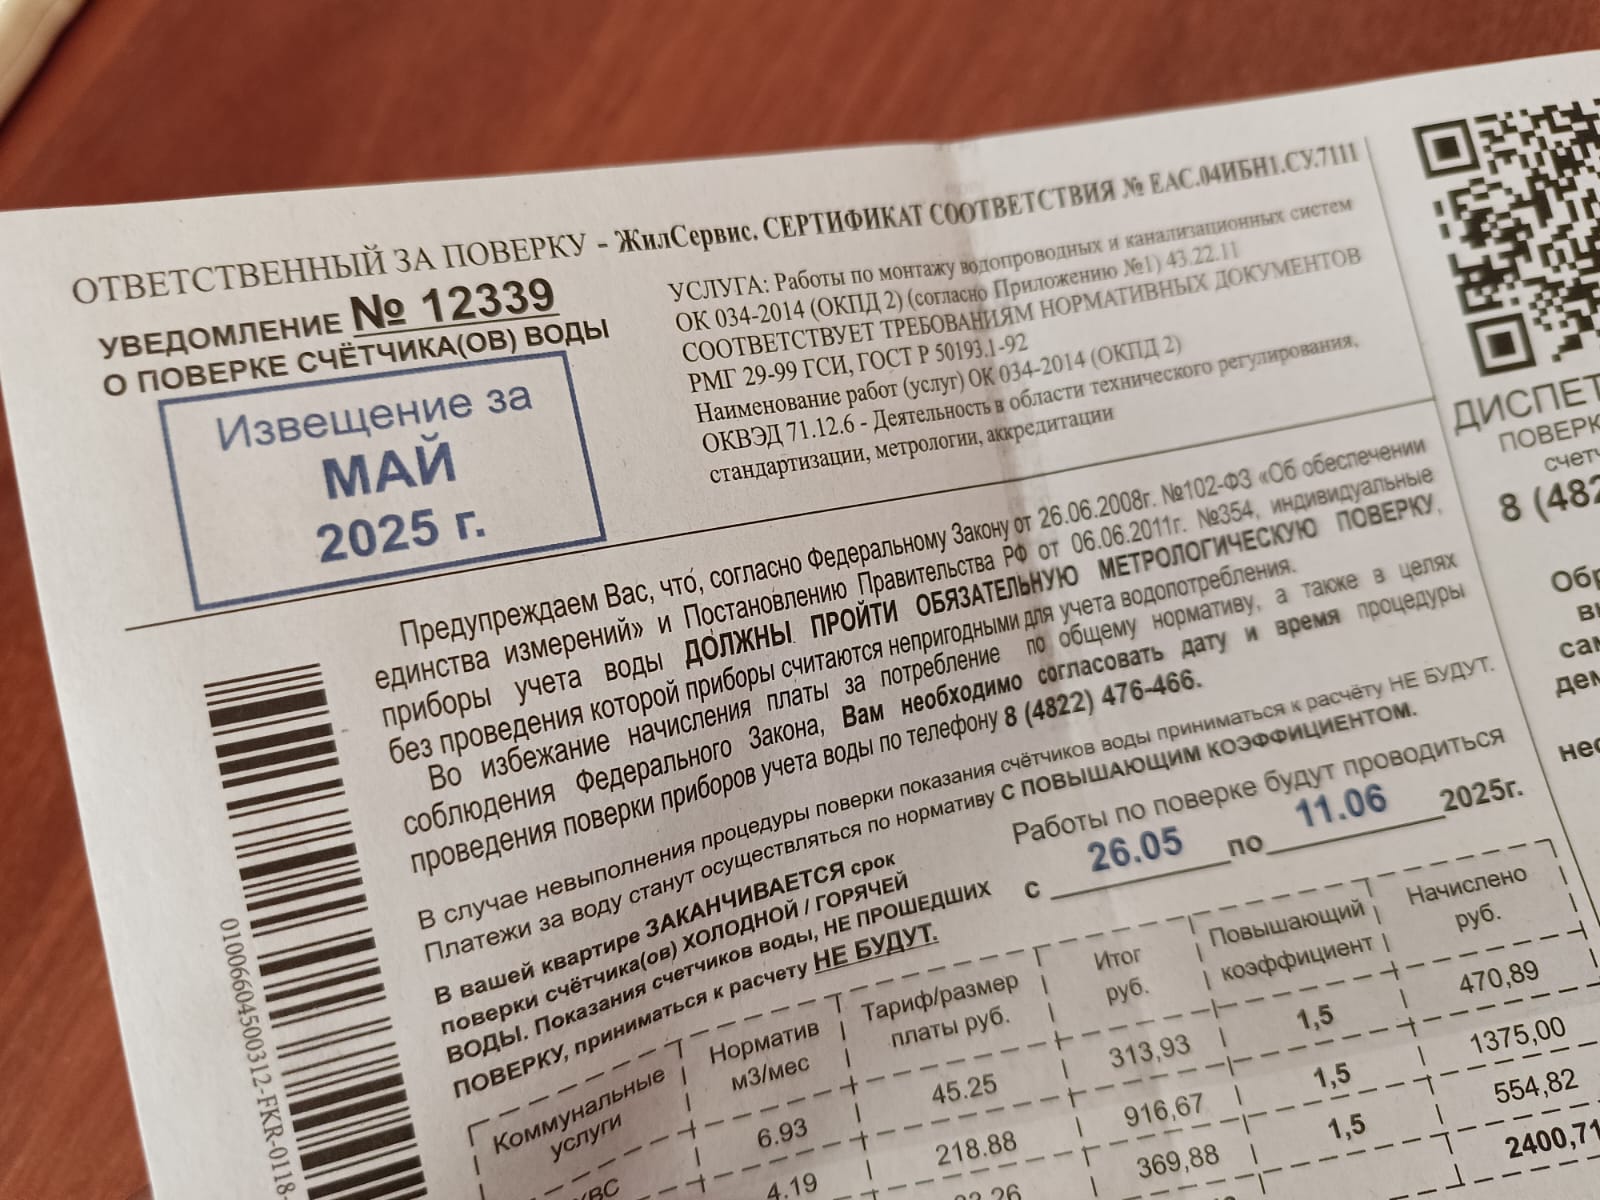 ОТВЕТСТВЕННЫЙ ЗА ПОВЕРКУ - ЖилСервис. СЕРТИФИКАТ СООТВЕТСТВИЯ № ЕАС.04ИБН1.СУ.7111
УВЕДОМЛЕНИЕ № 12339
О ПОВЕРКЕ СЧЁТЧИКА(ОВ) ВОДЫ
Извещение за
МАЙ
2025 г.
УСЛУГА: Работы по монтажу водопроводных и канализационных систем
ОК 034-2014 (ОКПД 2) (согласно Приложению №1) 43.22.11
СООТВЕТСТВУЕТ ТРЕБОВАНИЯМ НОРМАТИВНЫХ ДОКУМЕНТОВ
РМГ 29-99 ГСИ, ГОСТ Р 50193.1-92
Наименование работ (услуг) ОК 034-2014 (ОКПД 2)
ОКВЭД 71.12.6 - Деятельность в области технического регулирования,
стандартизации, метрологии, аккредитации
Предупреждаем Вас, что, согласно Федеральному Закону от 26.06.2008г. №102-ФЗ «Об обеспечении
единства измерений» и Постановлению Правительства РФ от 06.06.2011г. №354, индивидуальные
приборы учета воды ДОЛЖНЫ ПРОЙТИ ОБЯЗАТЕЛЬНУЮ МЕТРОЛОГИЧЕСКУЮ ПОВЕРКУ,
без проведения которой приборы считаются непригодными для учета водопотребления.
Во избежание начисления платы за потребление по общему нормативу, а также в целях
соблюдения Федерального Закона, Вам необходимо согласовать дату и время процедуры
проведения поверки приборов учета воды по телефону 8 (4822) 476-466.
В случае невыполнения процедуры поверки показания счётчиков воды приниматься к расчёту НЕ БУДУТ.
Платежи за воду станут осуществляться по нормативу С ПОВЫШАЮЩИМ КОЭФФИЦИЕНТОМ.
В вашей квартире ЗАКАНЧИВАЕТСЯ срок
поверки счётчика(ов) ХОЛОДНОЙ / ГОРЯЧЕЙ
ВОДЫ. Показания счетчиков воды, НЕ ПРОШЕДШИХ
ПОВЕРКУ, приниматься к расчету НЕ БУДУТ.
Работы по поверке будут проводиться
с 26.05 по 11.06 2025г.
Коммунальные услуги Норматив м3/мес Тариф/размер платы руб. Итог руб. Повышающий коэффициент Начислено руб.
6.93 45.25 313,93 1,5 470,89
4.19 218.88 916,67 1,5 1375,00
369,88 1,5 554,82
2400,71
01006604500312-FKR-0118-
ДИСПЕТ
ПОВЕРК
счетч
8 (482
Обр
сам
дем
нес